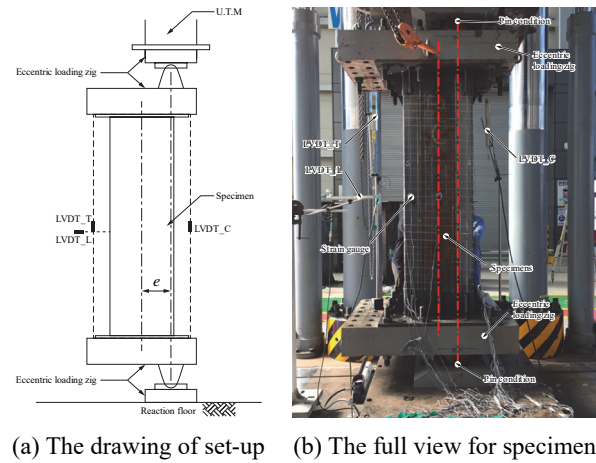 U.T.M
Eccentric loading zig
Specimen
LVDT_T
LVDT_L
LVDT_C
e
Eccentric loading zig
Reaction floor
(a) The drawing of set-up
Pin condition
Eccentric
loading zig
LVDT_T
LVDT_C
LVDT_L
Strain gauge
Specimens
Eccentric
loading zig
Pin condition
(b) The full view for specimen